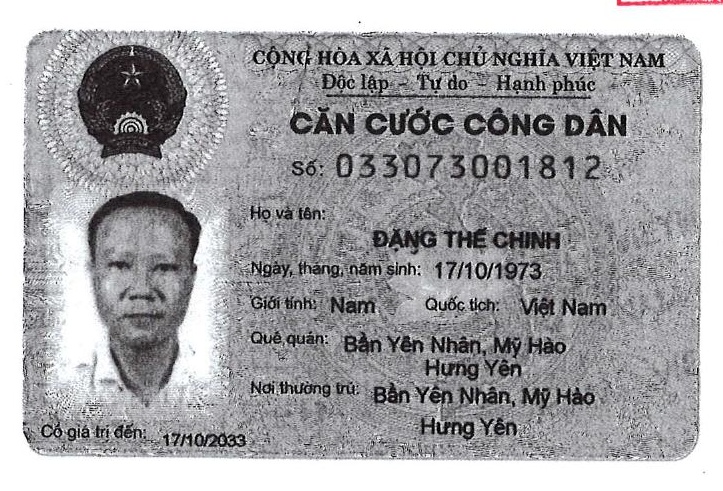 CỘNG HÒA XÃ HỘI CHỦ NGHĨA VIỆT NAM
Độc lập - Tự do - Hạnh phúc
CĂN CƯỚC CÔNG DÂN
Số: 033073001812
Họ và tên:
ĐẶNG THẾ CHINH
Ngày, tháng, năm sinh: 17/10/1973
Giới tính: Nam Quốc tịch: Việt Nam
Quê quán: Bần Yên Nhân, Mỹ Hào
Hưng Yên
Nơi thường trú: Bần Yên Nhân, Mỹ Hào
Hưng Yên
Có giá trị đến: 17/10/2033